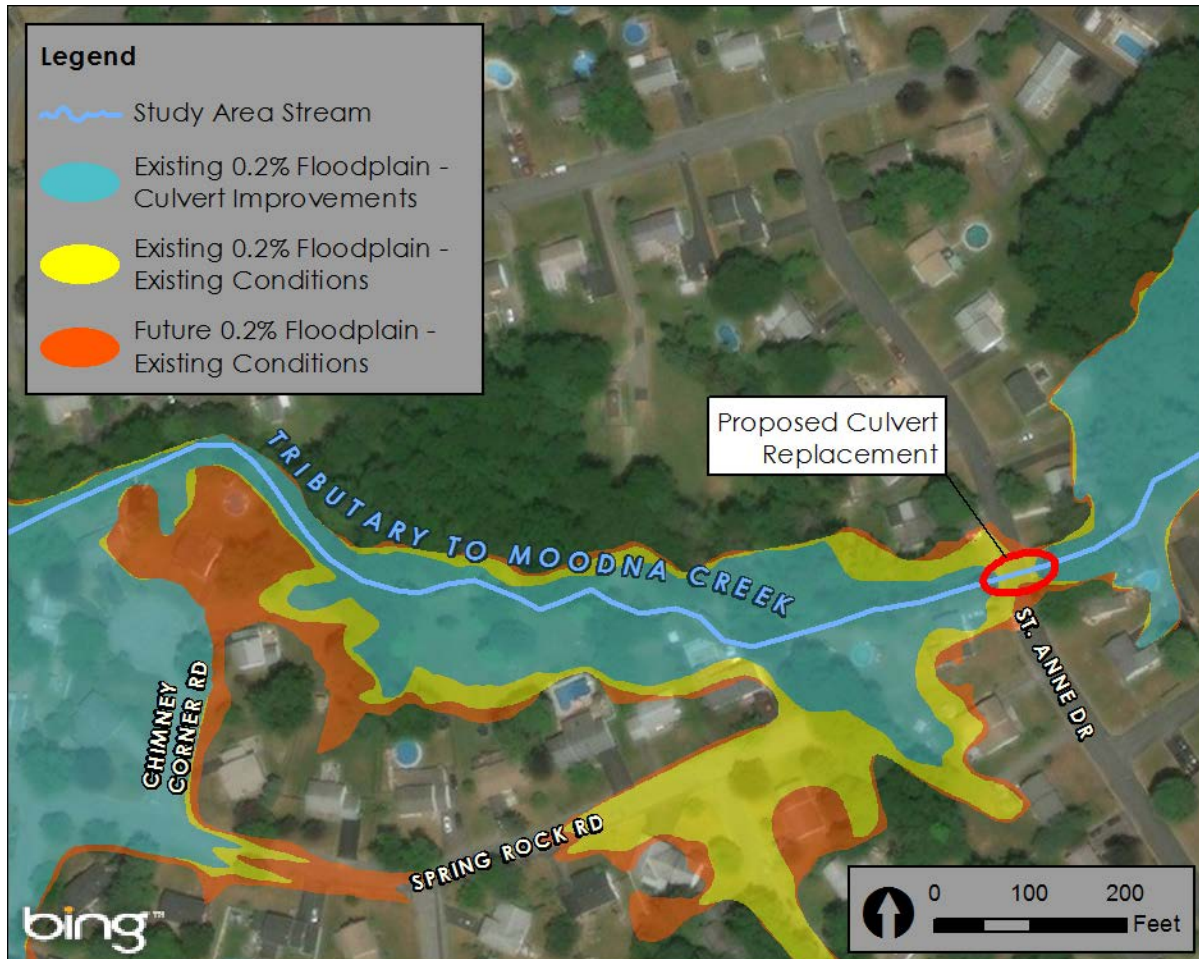 Legend
Study Area Stream
Existing 0.2% Floodplain -
Culvert Improvements
Existing 0.2% Floodplain -
Existing Conditions
Future 0.2% Floodplain -
Existing Conditions
Proposed Culvert
Replacement
TRIBUTARY TO MOODNA CREEK
ST. ANNE DR
CHIMNEY
CORNER RD
SPRING ROCK RD
bing™
0 100 200
Feet